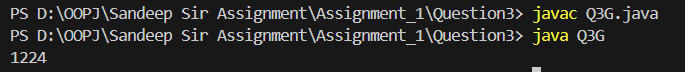 PS D:\OOPJ\Sandeep Sir Assignment\Assignment_1\Question3> javac Q3G.java
PS D:\OOPJ\Sandeep Sir Assignment\Assignment_1\Question3> java Q3G
1224